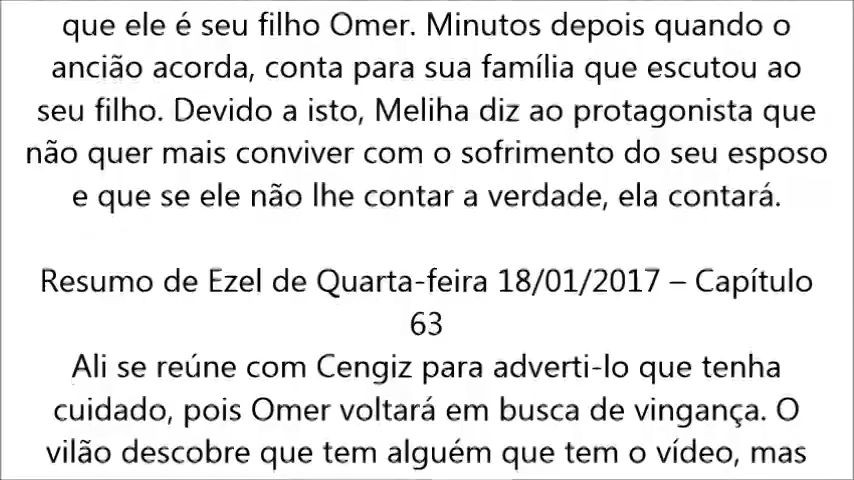 que ele é seu filho Omer. Minutos depois quando o
ancião acorda, conta para sua família que escutou ao
seu filho. Devido a isto, Meliha diz ao protagonista que
não quer mais conviver com o sofrimento do seu esposo
e que se ele não lhe contar a verdade, ela contará.
Resumo de Ezel de Quarta-feira 18/01/2017 – Capítulo
63
Ali se reúne com Cengiz para adverti-lo que tenha
cuidado, pois Omer voltará em busca de vingança. O
vilão descobre que tem alguém que tem o vídeo, mas